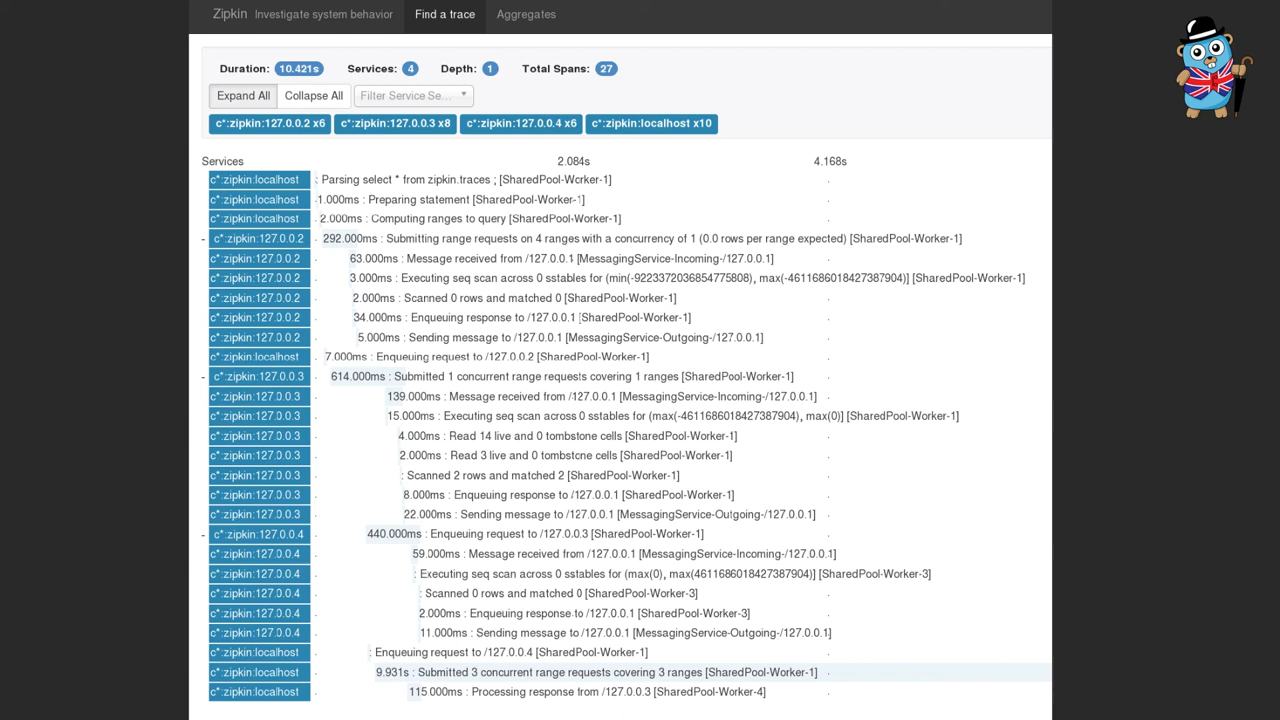 Zipkin Investigate system behavior Find a trace Aggregates
Duration: 10.421s Services: 4 Depth: 1 Total Spans: 27
Expand All Collapse All Filter Service Se...
c*:zipkin:127.0.0.2 x6 c*:zipkin:127.0.0.3 x8 c*:zipkin:127.0.0.4 x6 c*:zipkin:localhost x10
Services 2.084s 4.168s
c*:zipkin:localhost : Parsing select * from zipkin.traces ; [SharedPool-Worker-1]
c*:zipkin:localhost 1.000ms : Preparing statement [SharedPool-Worker-1]
c*:zipkin:localhost 2.000ms : Computing ranges to query [SharedPool-Worker-1]
- c*:zipkin:127.0.0.2 292.000ms : Submitting range requests on 4 ranges with a concurrency of 1 (0.0 rows per range expected) [SharedPool-Worker-1]
c*:zipkin:127.0.0.2 63.000ms : Message received from /127.0.0.1 [MessagingService-Incoming-/127.0.0.1]
c*:zipkin:127.0.0.2 3.000ms : Executing seq scan across 0 sstables for (min(-9223372036854775808), max(-4611686018427387904)] [SharedPool-Worker-1]
c*:zipkin:127.0.0.2 2.000ms : Scanned 0 rows and matched 0 [SharedPool-Worker-1]
c*:zipkin:127.0.0.2 34.000ms : Enqueuing response to /127.0.0.1 [SharedPool-Worker-1]
c*:zipkin:127.0.0.2 5.000ms : Sending message to /127.0.0.1 [MessagingService-Outgoing-/127.0.0.1]
c*:zipkin:localhost 7.000ms : Enqueuing request to /127.0.0.2 [SharedPool-Worker-1]
- c*:zipkin:127.0.0.3 614.000ms : Submitted 1 concurrent range requests covering 1 ranges [SharedPool-Worker-1]
c*:zipkin:127.0.0.3 139.000ms : Message received from /127.0.0.1 [MessagingService-Incoming-/127.0.0.1]
c*:zipkin:127.0.0.3 15.000ms : Executing seq scan across 0 sstables for (max(-4611686018427387904), max(0)] [SharedPool-Worker-1]
c*:zipkin:127.0.0.3 4.000ms : Read 14 live and 0 tombstone cells [SharedPool-Worker-1]
c*:zipkin:127.0.0.3 2.000ms : Read 3 live and 0 tombstone cells [SharedPool-Worker-1]
c*:zipkin:127.0.0.3 : Scanned 2 rows and matched 2 [SharedPool-Worker-1]
c*:zipkin:127.0.0.3 8.000ms : Enqueuing response to /127.0.0.1 [SharedPool-Worker-1]
c*:zipkin:127.0.0.3 22.000ms : Sending message to /127.0.0.1 [MessagingService-Outgoing-/127.0.0.1]
- c*:zipkin:127.0.0.4 440.000ms : Enqueuing request to /127.0.0.3 [SharedPool-Worker-1]
c*:zipkin:127.0.0.4 59.000ms : Message received from /127.0.0.1 [MessagingService-Incoming-/127.0.0.1]
c*:zipkin:127.0.0.4 : Executing seq scan across 0 sstables for (max(0), max(4611686018427387904)] [SharedPool-Worker-3]
c*:zipkin:127.0.0.4 : Scanned 0 rows and matched 0 [SharedPool-Worker-3]
c*:zipkin:127.0.0.4 2.000ms : Enqueuing response to /127.0.0.1 [SharedPool-Worker-3]
c*:zipkin:127.0.0.4 11.000ms : Sending message to /127.0.0.1 [MessagingService-Outgoing-/127.0.0.1]
c*:zipkin:localhost : Enqueuing request to /127.0.0.4 [SharedPool-Worker-1]
c*:zipkin:localhost 9.931s : Submitted 3 concurrent range requests covering 3 ranges [SharedPool-Worker-1]
c*:zipkin:localhost 115.000ms : Processing response from /127.0.0.3 [SharedPool-Worker-4]